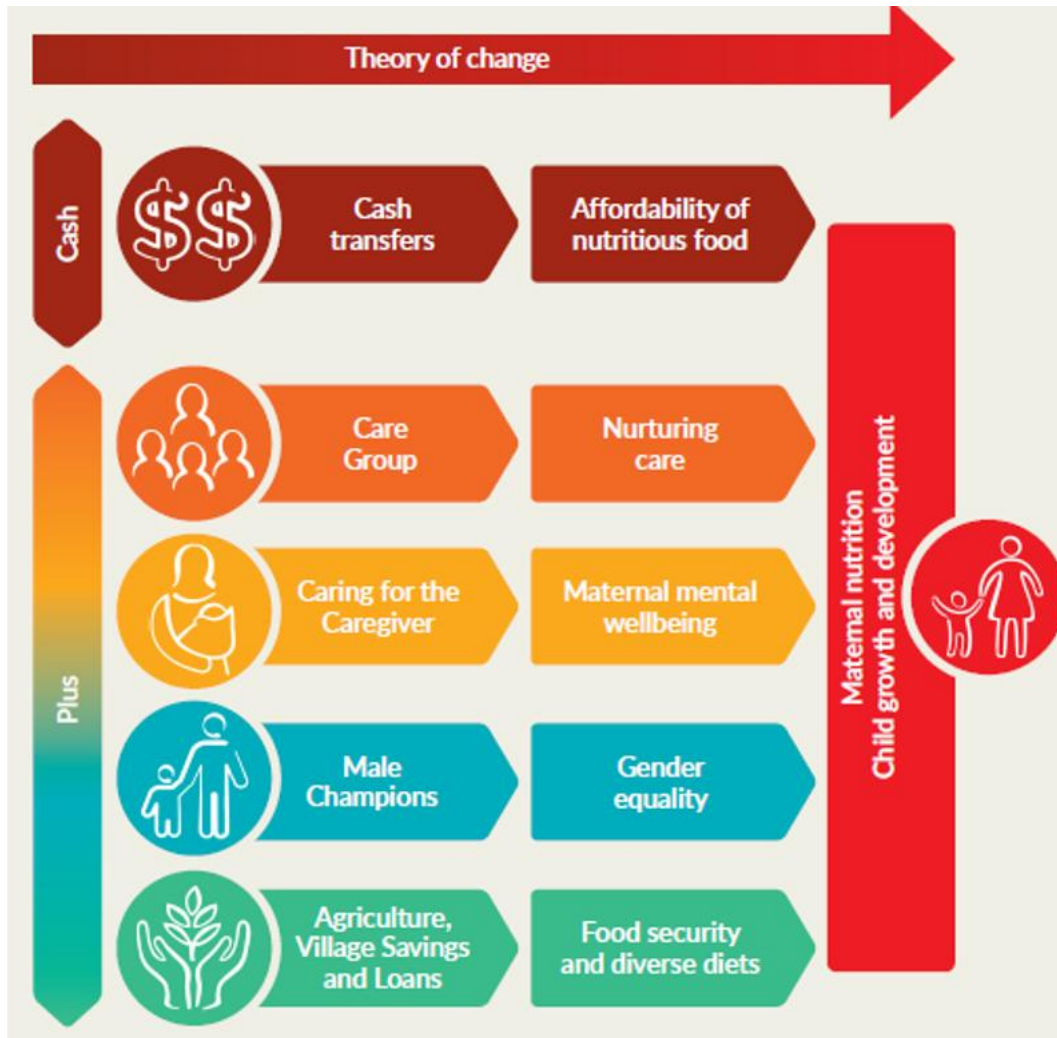 Theory of change
Cash
Cash
transfers
Affordability of
nutritious food
Plus
Care
Group
Nurturing
care
Caring for the
Caregiver
Maternal mental
wellbeing
Male
Champions
Gender
equality
Agriculture,
Village Savings
and Loans
Food security
and diverse diets
Maternal nutrition
Child growth and development